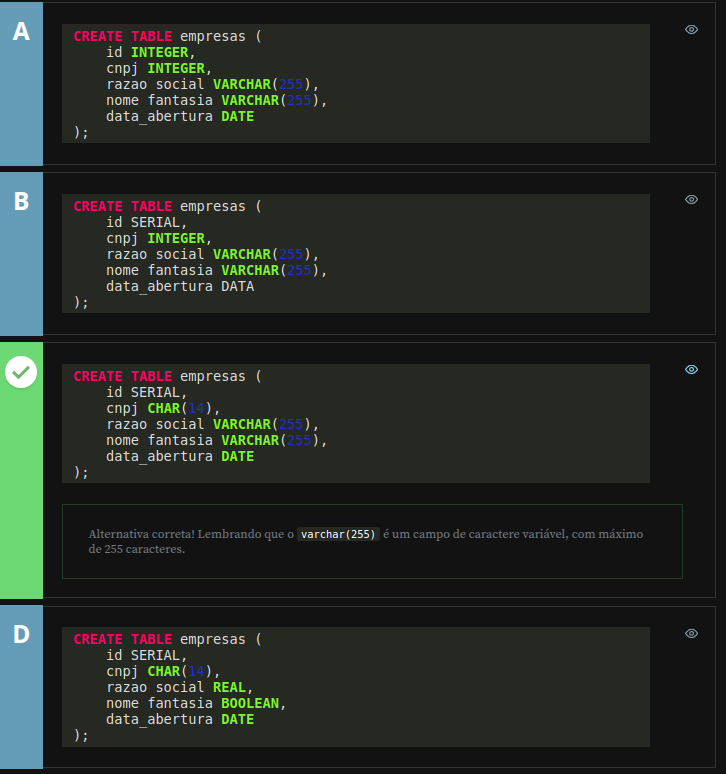 A
CREATE TABLE empresas (
    id INTEGER,
    cnpj INTEGER,
    razao social VARCHAR(255),
    nome fantasia VARCHAR(255),
    data_abertura DATE
);
B
CREATE TABLE empresas (
    id SERIAL,
    cnpj INTEGER,
    razao social VARCHAR(255),
    nome fantasia VARCHAR(255),
    data_abertura DATA
);
CREATE TABLE empresas (
    id SERIAL,
    cnpj CHAR(14),
    razao social VARCHAR(255),
    nome fantasia VARCHAR(255),
    data_abertura DATE
);
Alternativa correta! Lembrando que o varchar(255) é um campo de caractere variável, com máximo
de 255 caracteres.
D
CREATE TABLE empresas (
    id SERIAL,
    cnpj CHAR(14),
    razao social REAL,
    nome fantasia BOOLEAN,
    data_abertura DATE
);